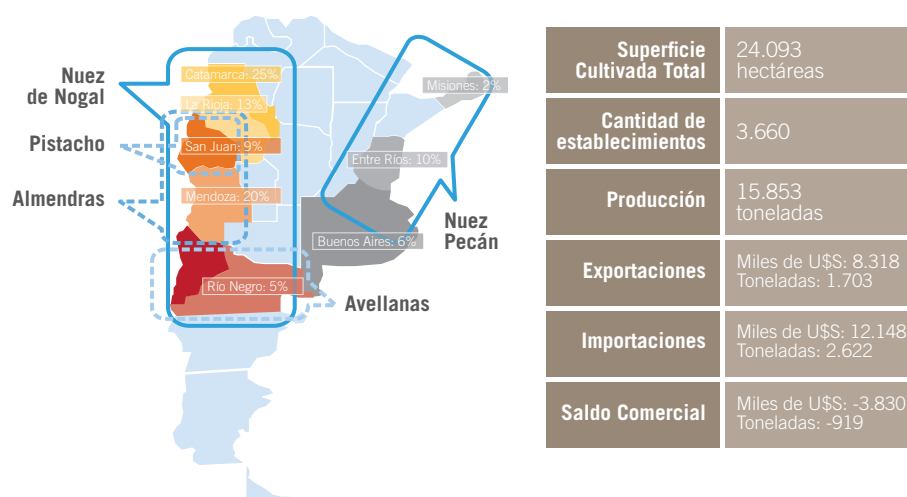 Nuez
de Nogal
Pistacho
Almendras
Catamarca: 25%
La Rioja: 13%
San Juan: 9%
Mendoza: 20%
Río Negro: 5%
Misiones: 2%
Entre Ríos: 10%
Buenos Aires: 6%
Nuez
Pecán
Avellanas
Superficie
Cultivada Total
24.093
hectáreas
Cantidad de
establecimientos
3.660
Producción
15.853
toneladas
Exportaciones
Miles de U$S: 8.318
Toneladas: 1.703
Importaciones
Miles de U$S: 12.148
Toneladas: 2.622
Saldo Comercial
Miles de U$S: -3.830
Toneladas: -919